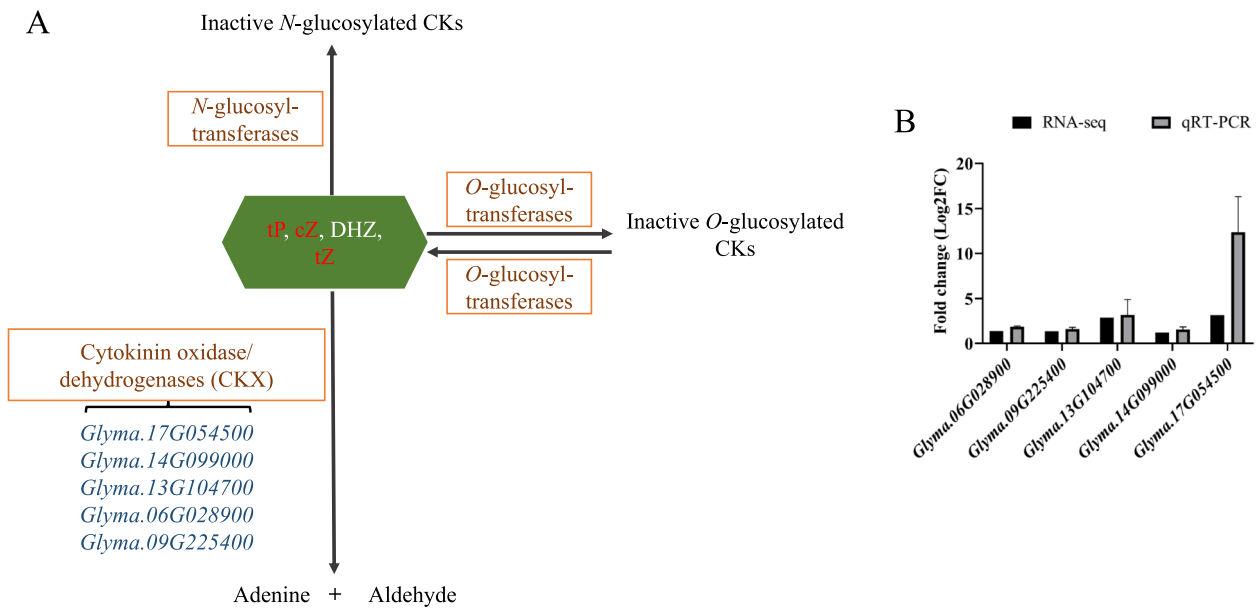 A
Inactive N-glucosylated CKs
N-glucosyl-
transferases
tP, cZ, DHZ,
tZ
O-glucosyl-
transferases
Inactive O-glucosylated
CKs
O-glucosyl-
transferases
Cytokinin oxidase/
dehydrogenases (CKX)
Glyma.17G054500
Glyma.14G099000
Glyma.13G104700
Glyma.06G028900
Glyma.09G225400
Adenine + Aldehyde
B
RNA-seq
qRT-PCR
Fold change (Log2FC)
20
15
10
5
0
Glyma.06G028900
Glyma.09G225400
Glyma.13G104700
Glyma.14G099000
Glyma.17G054500